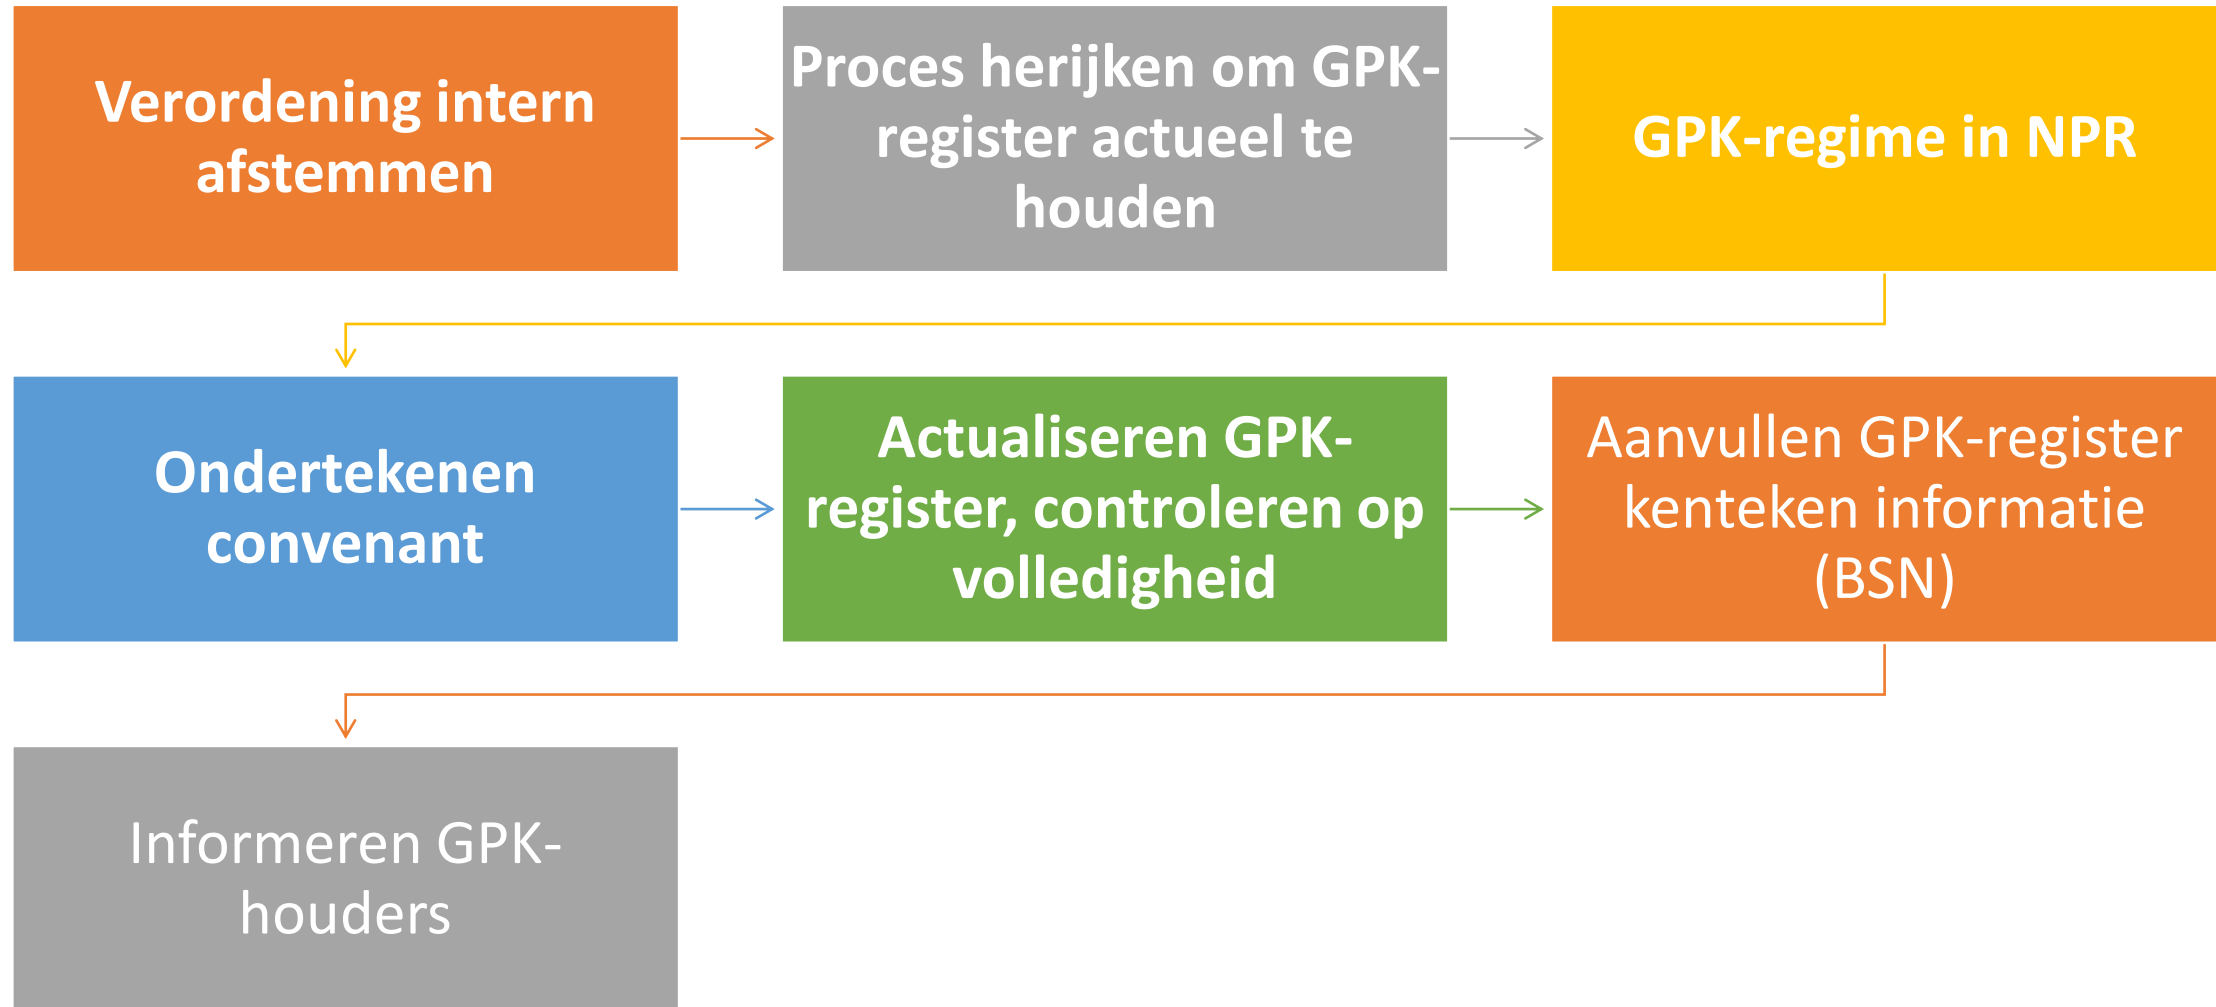 Verordening intern
afstemmen
Proces herijken om GPK-
register actueel te
houden
GPK-regime in NPR
Ondertekenen
convenant
Actualiseren GPK-
register, controleren op
volledigheid
Aanvullen GPK-register
kenteken informatie
(BSN)
Informeren GPK-
houders